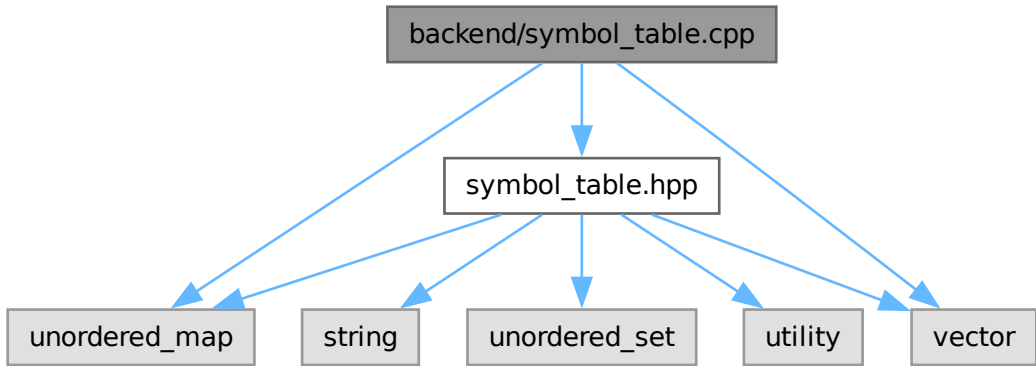 backend/symbol_table.cpp
symbol_table.hpp
unordered_map
string
unordered_set
utility
vector